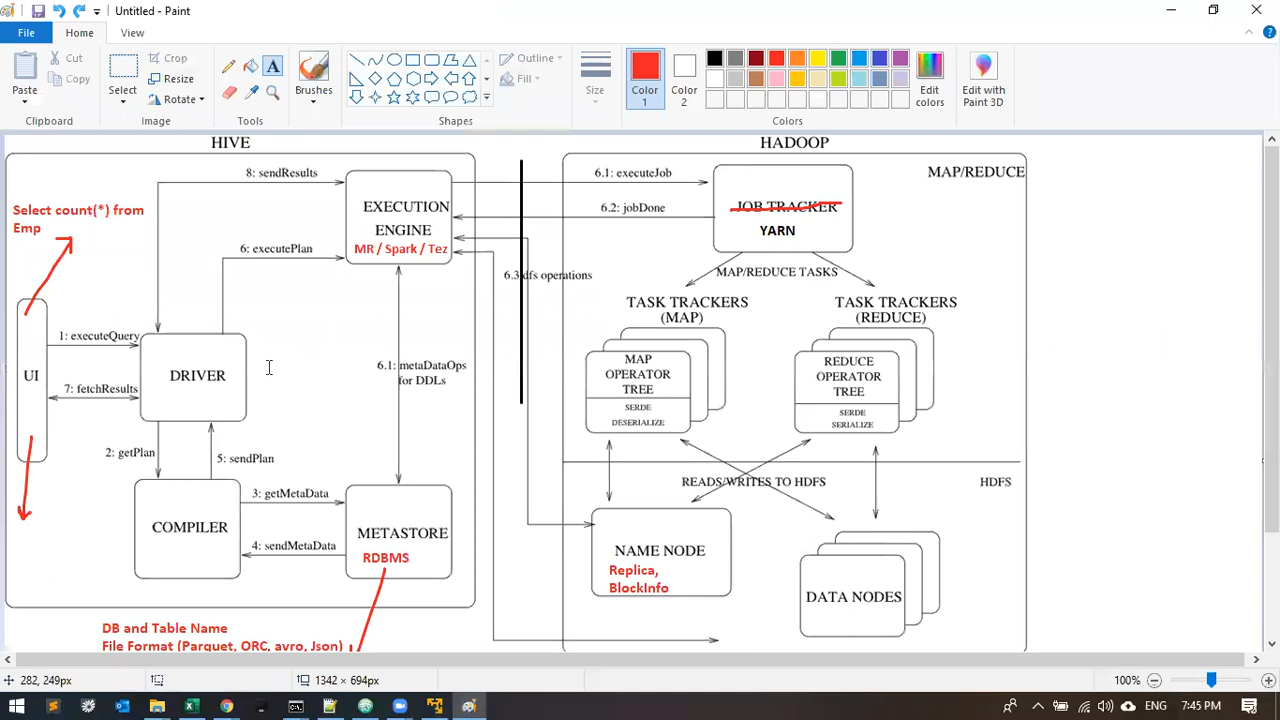 Untitled - Paint
File
Home
View
Paste
Cut
Copy
Clipboard
Select
Crop
Resize
Rotate
Image
A
Tools
Brushes
Outline
Fill
Shapes
Size
Color 1
Color 2
Edit colors
Edit with Paint 3D
Colors
HIVE
8: sendResults
Select count(*) from
Emp
EXECUTION
ENGINE
MR / Spark / Tez
6: executePlan
1: executeQuery
UI
DRIVER
7: fetchResults
6.1: metaDataOps
for DDLs
2: getPlan
5: sendPlan
3: getMetaData
COMPILER
METASTORE
4: sendMetaData
RDBMS
DB and Table Name
File Format (Parquet, ORC, avro, Json)
HADOOP
6.1: executeJob
MAP/REDUCE
6.2: jobDone
JOB TRACKER
YARN
6.3 dfs operations
MAP/REDUCE TASKS
TASK TRACKERS
(MAP)
TASK TRACKERS
(REDUCE)
MAP
OPERATOR
TREE
SERDE
DESERIALIZE
REDUCE
OPERATOR
TREE
SERDE
SERIALIZE
READS/WRITES TO HDFS
HDFS
NAME NODE
Replica,
BlockInfo
DATA NODES
282, 249px
1342 × 694px
100%
ENG
7:45 PM